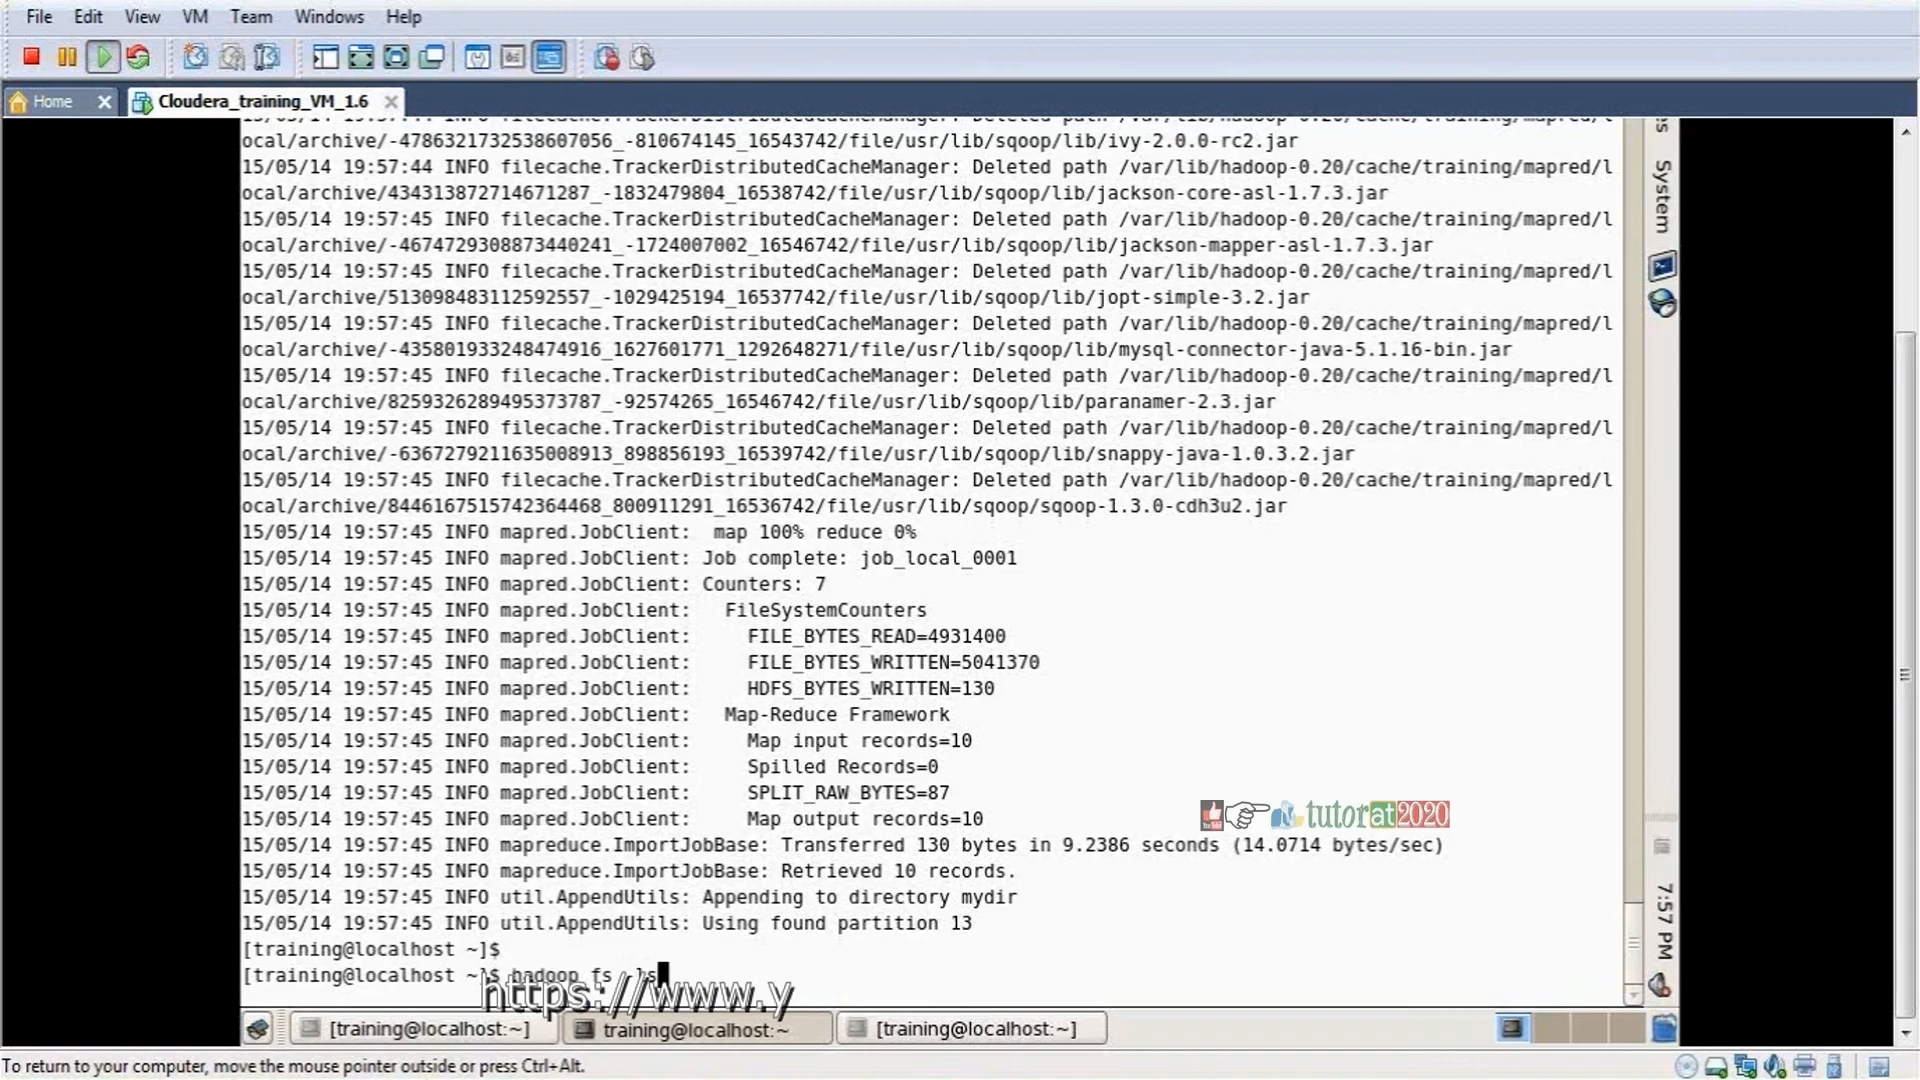 File Edit View VM Team Windows Help
Home Cloudera_training_VM_1.6
ocal/archive/-4786321732538607056_-810674145_16543742/file/usr/lib/sqoop/lib/ivy-2.0.0-rc2.jar
15/05/14 19:57:44 INFO filecache.TrackerDistributedCacheManager: Deleted path /var/lib/hadoop-0.20/cache/training/mapred/l
ocal/archive/434313872714671287_-1832479804_16538742/file/usr/lib/sqoop/lib/jackson-core-asl-1.7.3.jar
15/05/14 19:57:45 INFO filecache.TrackerDistributedCacheManager: Deleted path /var/lib/hadoop-0.20/cache/training/mapred/l
ocal/archive/-4674729308873440241_-1724007002_16546742/file/usr/lib/sqoop/lib/jackson-mapper-asl-1.7.3.jar
15/05/14 19:57:45 INFO filecache.TrackerDistributedCacheManager: Deleted path /var/lib/hadoop-0.20/cache/training/mapred/l
ocal/archive/513098483112592557_-1029425194_16537742/file/usr/lib/sqoop/lib/jopt-simple-3.2.jar
15/05/14 19:57:45 INFO filecache.TrackerDistributedCacheManager: Deleted path /var/lib/hadoop-0.20/cache/training/mapred/l
ocal/archive/-435801933248474916_1627601771_1292648271/file/usr/lib/sqoop/lib/mysql-connector-java-5.1.16-bin.jar
15/05/14 19:57:45 INFO filecache.TrackerDistributedCacheManager: Deleted path /var/lib/hadoop-0.20/cache/training/mapred/l
ocal/archive/8259326289495373787_-92574265_16546742/file/usr/lib/sqoop/lib/paranamer-2.3.jar
15/05/14 19:57:45 INFO filecache.TrackerDistributedCacheManager: Deleted path /var/lib/hadoop-0.20/cache/training/mapred/l
ocal/archive/-6367279211635008913_898856193_16539742/file/usr/lib/sqoop/lib/snappy-java-1.0.3.2.jar
15/05/14 19:57:45 INFO filecache.TrackerDistributedCacheManager: Deleted path /var/lib/hadoop-0.20/cache/training/mapred/l
ocal/archive/8446167515742364468_800911291_16536742/file/usr/lib/sqoop/sqoop-1.3.0-cdh3u2.jar
15/05/14 19:57:45 INFO mapred.JobClient:  map 100% reduce 0%
15/05/14 19:57:45 INFO mapred.JobClient: Job complete: job_local_0001
15/05/14 19:57:45 INFO mapred.JobClient: Counters: 7
15/05/14 19:57:45 INFO mapred.JobClient:   FileSystemCounters
15/05/14 19:57:45 INFO mapred.JobClient:     FILE_BYTES_READ=4931400
15/05/14 19:57:45 INFO mapred.JobClient:     FILE_BYTES_WRITTEN=5041370
15/05/14 19:57:45 INFO mapred.JobClient:     HDFS_BYTES_WRITTEN=130
15/05/14 19:57:45 INFO mapred.JobClient:   Map-Reduce Framework
15/05/14 19:57:45 INFO mapred.JobClient:     Map input records=10
15/05/14 19:57:45 INFO mapred.JobClient:     Spilled Records=0
15/05/14 19:57:45 INFO mapred.JobClient:     SPLIT_RAW_BYTES=87
15/05/14 19:57:45 INFO mapred.JobClient:     Map output records=10
15/05/14 19:57:45 INFO mapreduce.ImportJobBase: Transferred 130 bytes in 9.2386 seconds (14.0714 bytes/sec)
15/05/14 19:57:45 INFO mapreduce.ImportJobBase: Retrieved 10 records.
15/05/14 19:57:45 INFO util.AppendUtils: Appending to directory mydir
15/05/14 19:57:45 INFO util.AppendUtils: Using found partition 13
[training@localhost ~]$
[training@localhost ~]$ hadoop fs -ls
https://www.y
tutorat2020
System
7:57 PM
[training@localhost:~] training@localhost:~ [training@localhost:~]
To return to your computer, move the mouse pointer outside or press Ctrl+Alt.